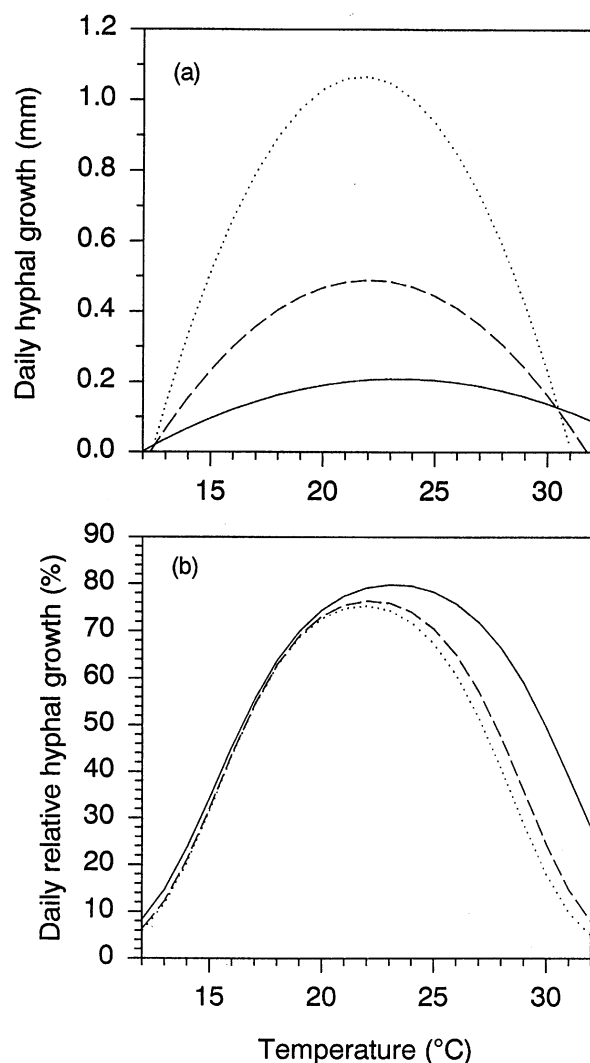 1.2
(a)
1.0
0.8
0.6
0.4
0.2
0.0
Daily hyphal growth (mm)
15 20 25 30
90
(b)
80
70
60
50
40
30
20
10
0
Daily relative hyphal growth (%)
15 20 25 30
Temperature (°C)